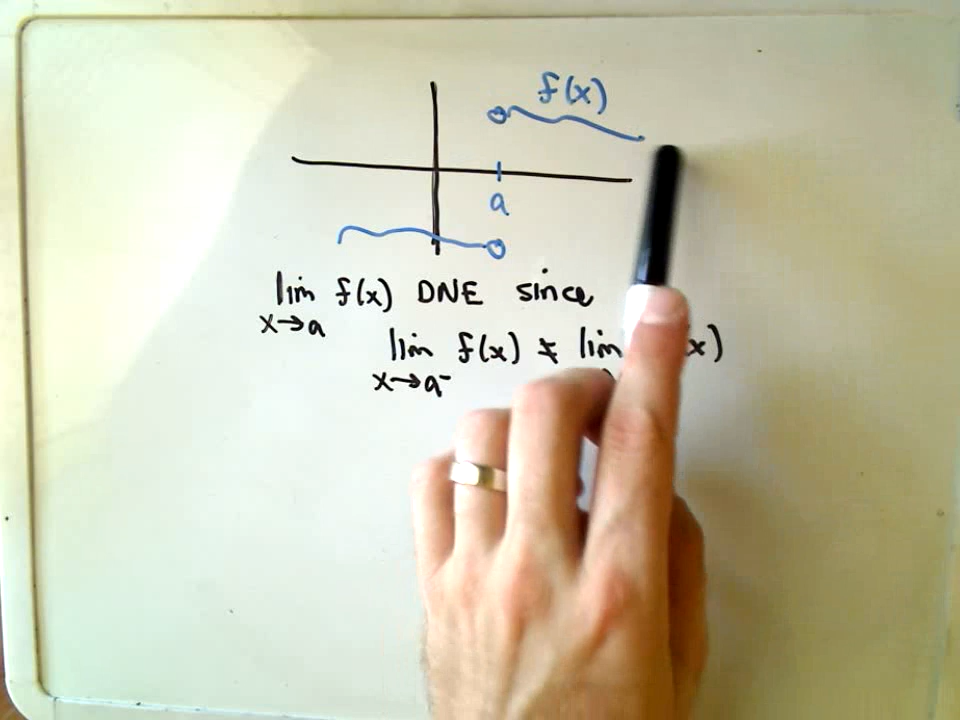 f(x)
a
lim f(x) DNE since
x→a
lim f(x) ≠ lim x)
x→a⁻